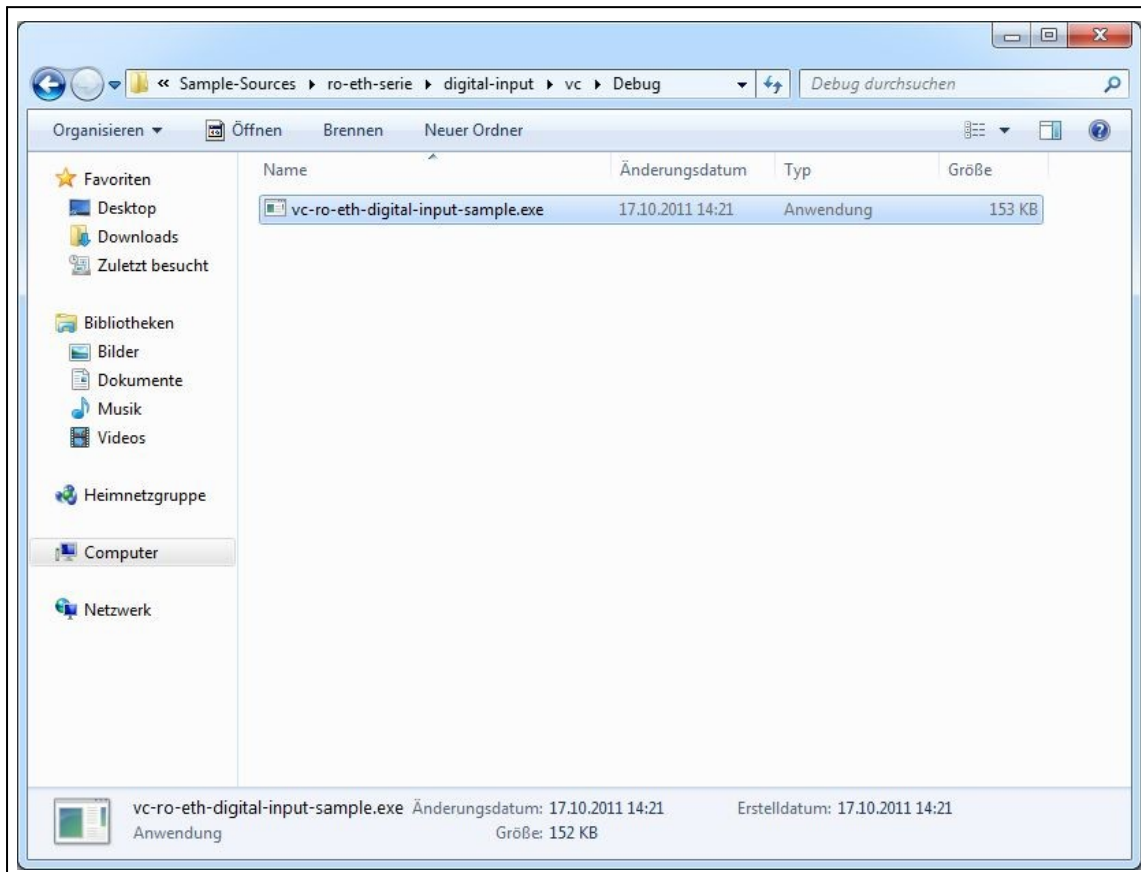 « Sample-Sources ▸ ro-eth-serie ▸ digital-input ▸ vc ▸ Debug Debug durchsuchen
Organisieren Öffnen Brennen Neuer Ordner
Favoriten
Desktop
Downloads
Zuletzt besucht
Bibliotheken
Bilder
Dokumente
Musik
Videos
Heimnetzgruppe
Computer
Netzwerk
Name Änderungsdatum Typ Größe
vc-ro-eth-digital-input-sample.exe 17.10.2011 14:21 Anwendung 153 KB
vc-ro-eth-digital-input-sample.exe Änderungsdatum: 17.10.2011 14:21 Erstelldatum: 17.10.2011 14:21
Anwendung Größe: 152 KB